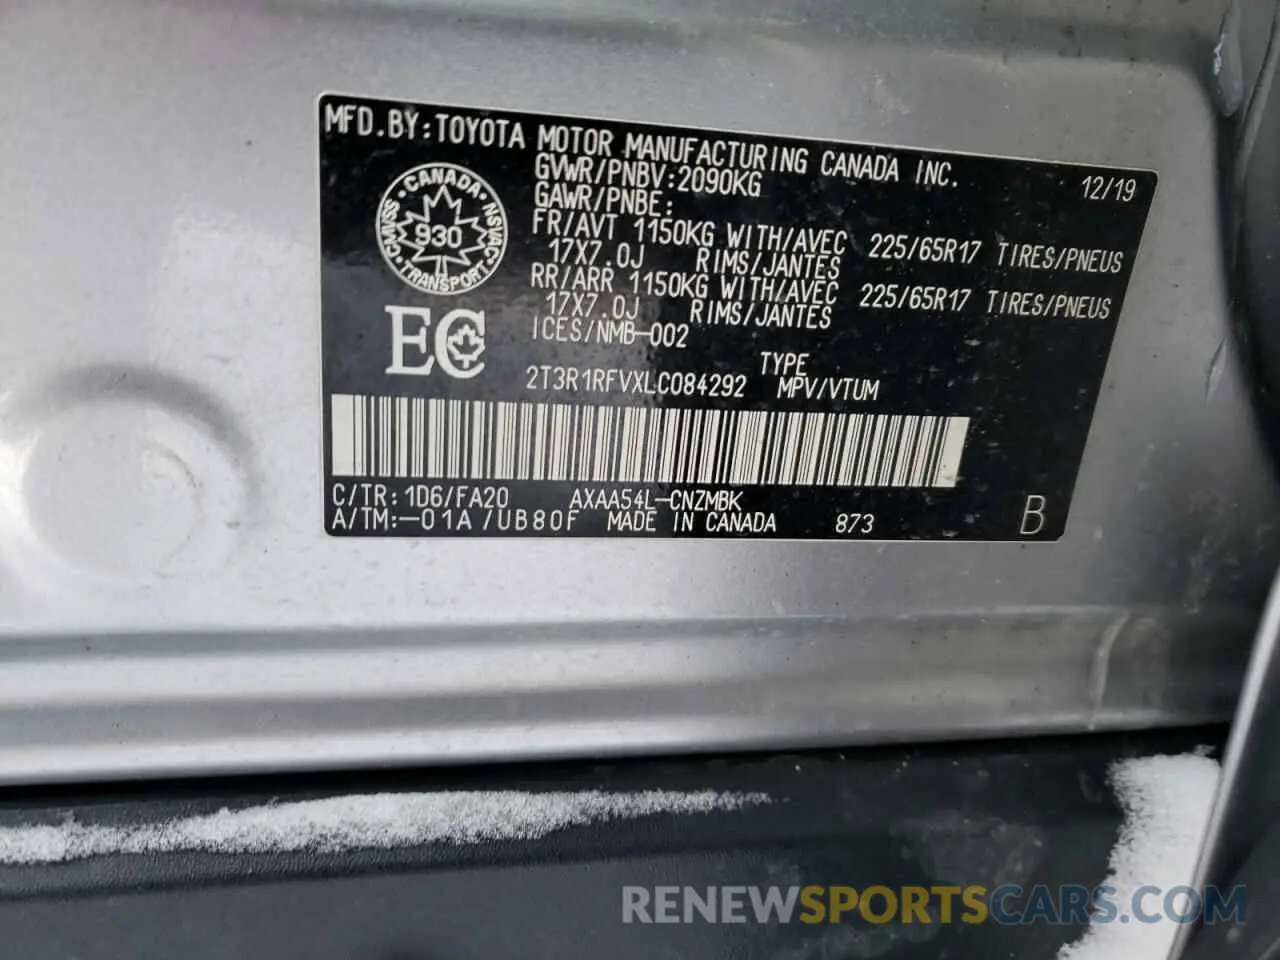 MFD.BY:TOYOTA MOTOR MANUFACTURING CANADA INC. 12/19
GVWR/PNBV:2090KG
GAWR/PNBE:
FR/AVT 1150KG WITH/AVEC 225/65R17 TIRES/PNEUS
17X7.0J RIMS/JANTES
RR/ARR 1150KG WITH/AVEC 225/65R17 TIRES/PNEUS
17X7.0J RIMS/JANTES
ICES/NMB-002
CANADA
930
TRANSPORT
CMVSS
NSVAC
EC
TYPE
2T3R1RFVXLC084292 MPV/VTUM
C/TR:1D6/FA20 AXAA54L-CNZMBK
A/TM:-01A/UB80F MADE IN CANADA 873 B
RENEWSPORTSCARS.COM